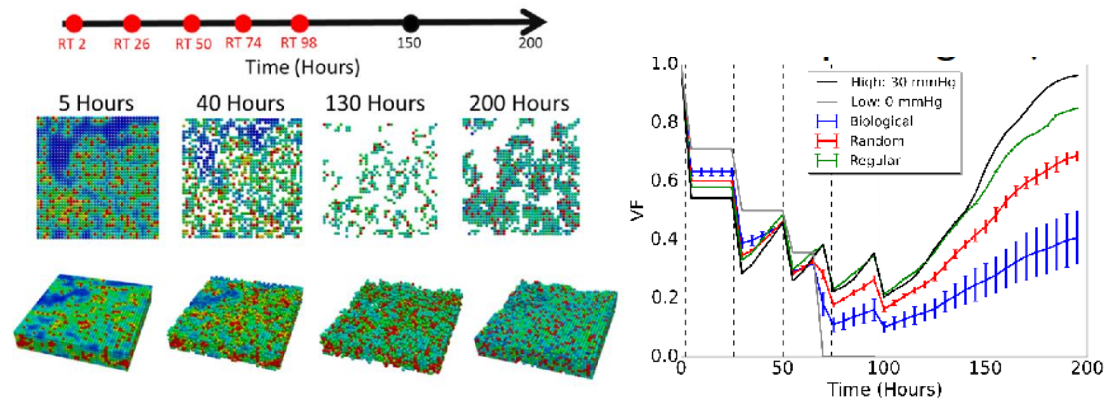 RT 2 RT 26 RT 50 RT 74 RT 98 150 200
Time (Hours)
5 Hours 40 Hours 130 Hours 200 Hours
High: 30 mmHg
Low: 0 mmHg
Biological
Random
Regular
VF
1.0
0.8
0.6
0.4
0.2
0.0
0 50 100 150 200
Time (Hours)